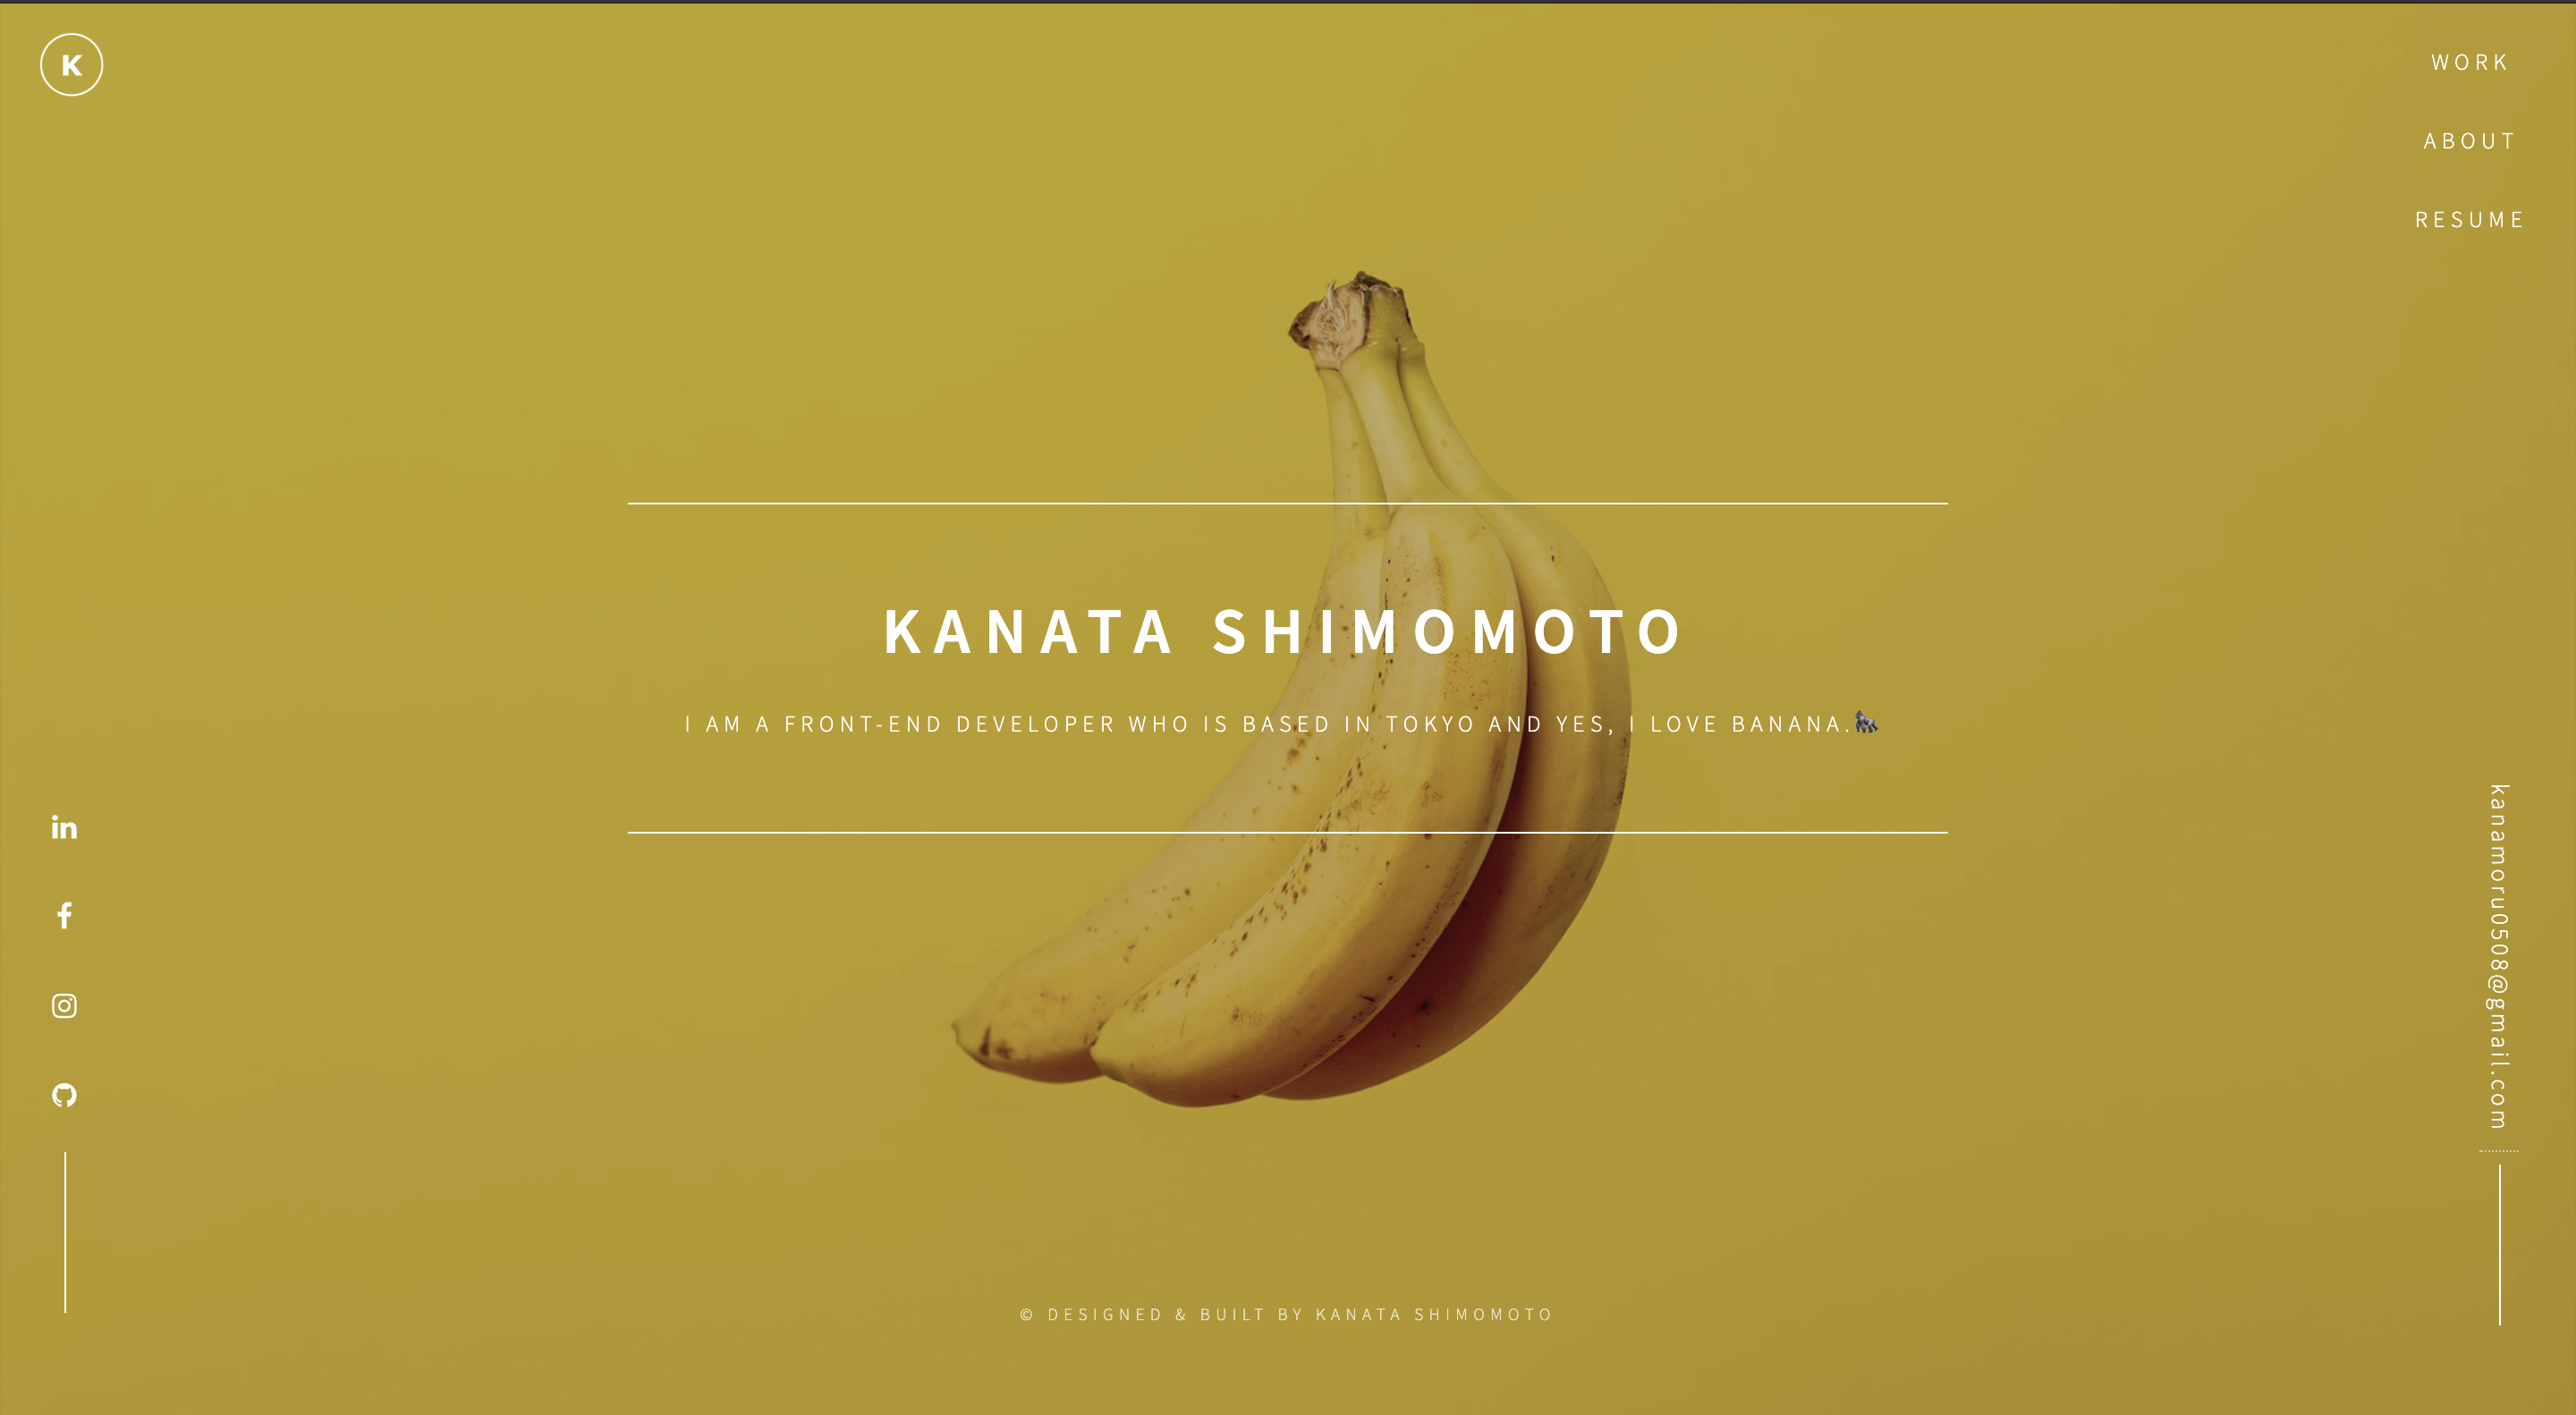 K
WORK
ABOUT
RESUME
KANATA SHIMOMOTO
I AM A FRONT-END DEVELOPER WHO IS BASED IN TOKYO AND YES, I LOVE BANANA.🦍
kanamoru0508@gmail.com
© DESIGNED & BUILT BY KANATA SHIMOMOTO